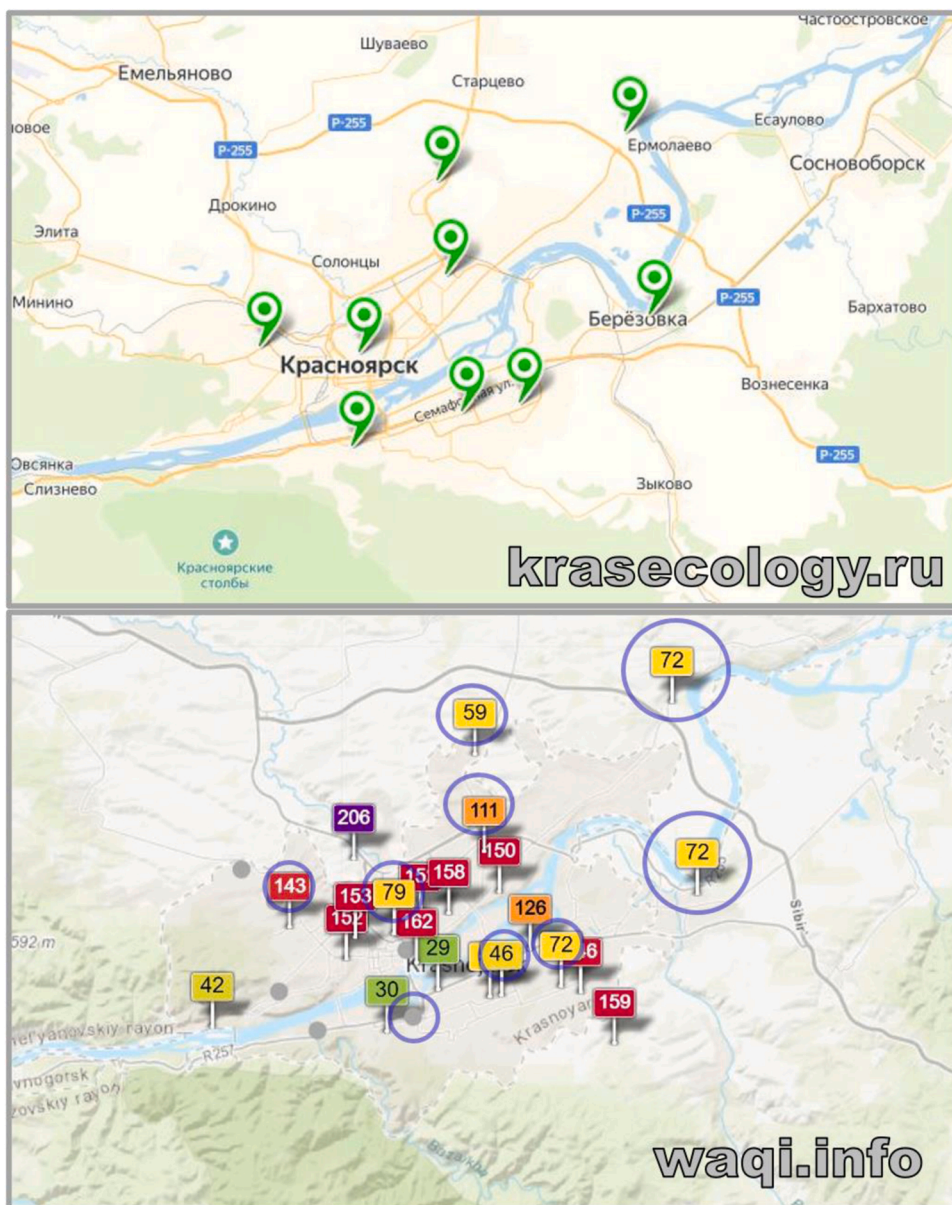 Частоостровское
Шуваево
Емельяново
Старцево
P-255
P-255
Есаулово
Ермолаево
Сосновоборск
Дрокино
P-255
Элита
Солонцы
Минино
P-255
Бархатово
Берёзовка
Красноярск
Вознесенка
Семафорная ул.
P-255
Овсянка
Слизнево
Зыково
Красноярские
столбы
krasecology.ru
72
59
206
111
150
72
158
143
153
79
152
162
126
592 m
29
46
72
42
30
159
R257
Sibir'
waqi.info